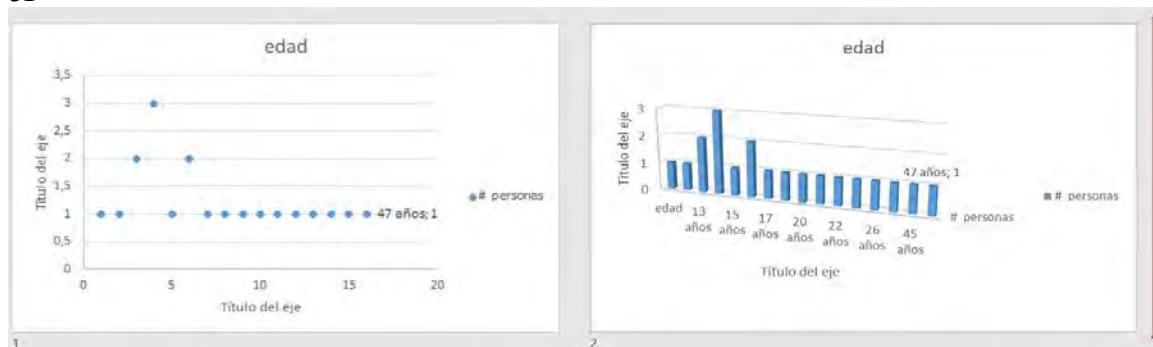 edad
3,5
3
2,5
2
1,5
1
0,5
0
Título del eje
47 años; 1
# personas
0 5 10 15 20
Título del eje
1
edad
3
2
1
0
Título del eje
47 años; 1
# personas
# personas
edad 13 años 15 años 17 años 20 años 22 años 26 años 45 años
Título del eje
2